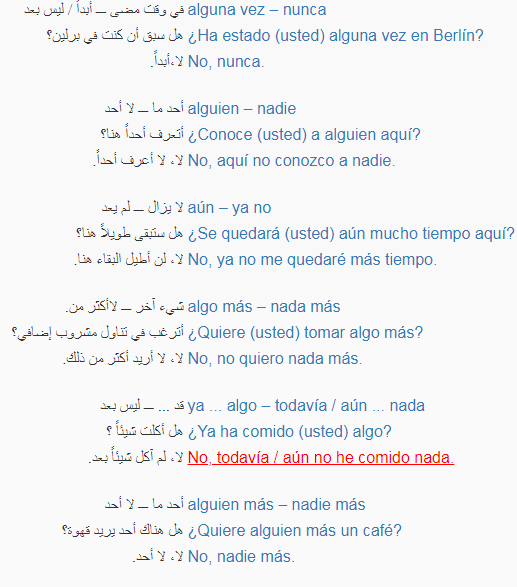 في وقت مضى ــ أبداً / ليس بعد alguna vez – nunca
هل سبق أن كنت في برلين؟ ¿Ha estado (usted) alguna vez en Berlín?
لا،أبداً. No, nunca.
أحد ما ــ لا أحد alguien – nadie
أتعرف أحداً هنا؟ ¿Conoce (usted) a alguien aquí?
لا، لا أعرف أحداً. No, aquí no conozco a nadie.
لا يزال ــ لم يعد aún – ya no
هل ستبقى طويلاً هنا؟ ¿Se quedará (usted) aún mucho tiempo aquí?
لا، لن أطيل البقاء هنا. No, ya no me quedaré más tiempo.
شيء آخر ــ لاأكثر من. algo más – nada más
أترغب في تناول مشروب إضافي؟ ¿Quiere (usted) tomar algo más?
لا، لا أريد أكثر من ذلك. No, no quiero nada más.
قد ... ــ ليس بعد ya ... algo – todavía / aún ... nada
هل أكلت شيئاً ؟ ¿Ya ha comido (usted) algo?
لا، لم آكل شيئاً بعد. No, todavía / aún no he comido nada.
أحد ما ــ لا أحد alguien más – nadie más
هل هناك أحد يريد قهوة؟ ¿Quiere alguien más un café?
لا، لا أحد. No, nadie más.